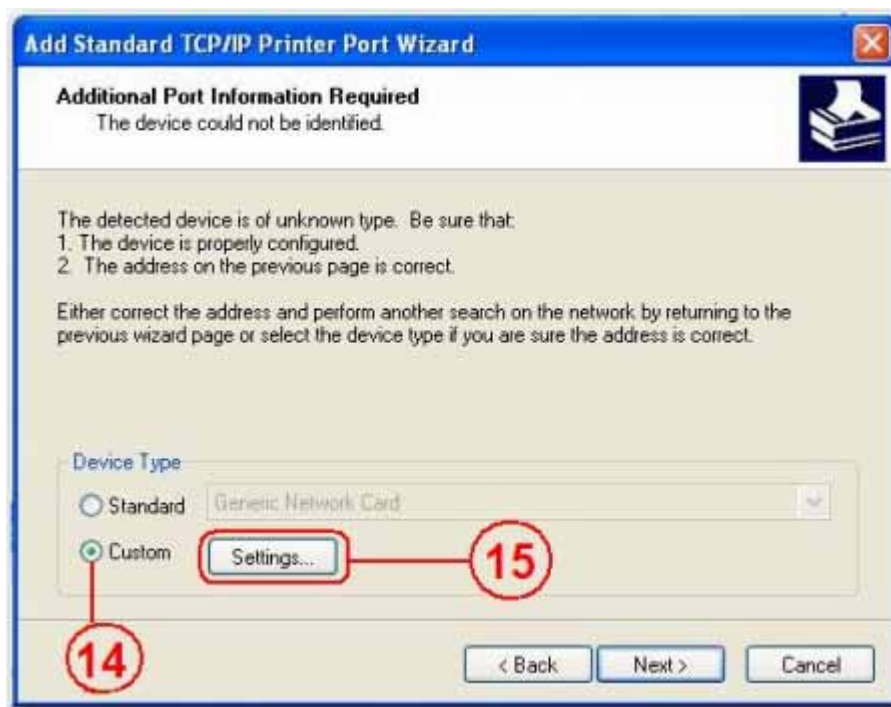 Add Standard TCP/IP Printer Port Wizard
Additional Port Information Required
The device could not be identified.
The detected device is of unknown type. Be sure that:
1. The device is properly configured.
2. The address on the previous page is correct.
Either correct the address and perform another search on the network by returning to the
previous wizard page or select the device type if you are sure the address is correct.
Device Type
Standard Generic Network Card
Custom Settings... 15
14
< Back Next > Cancel